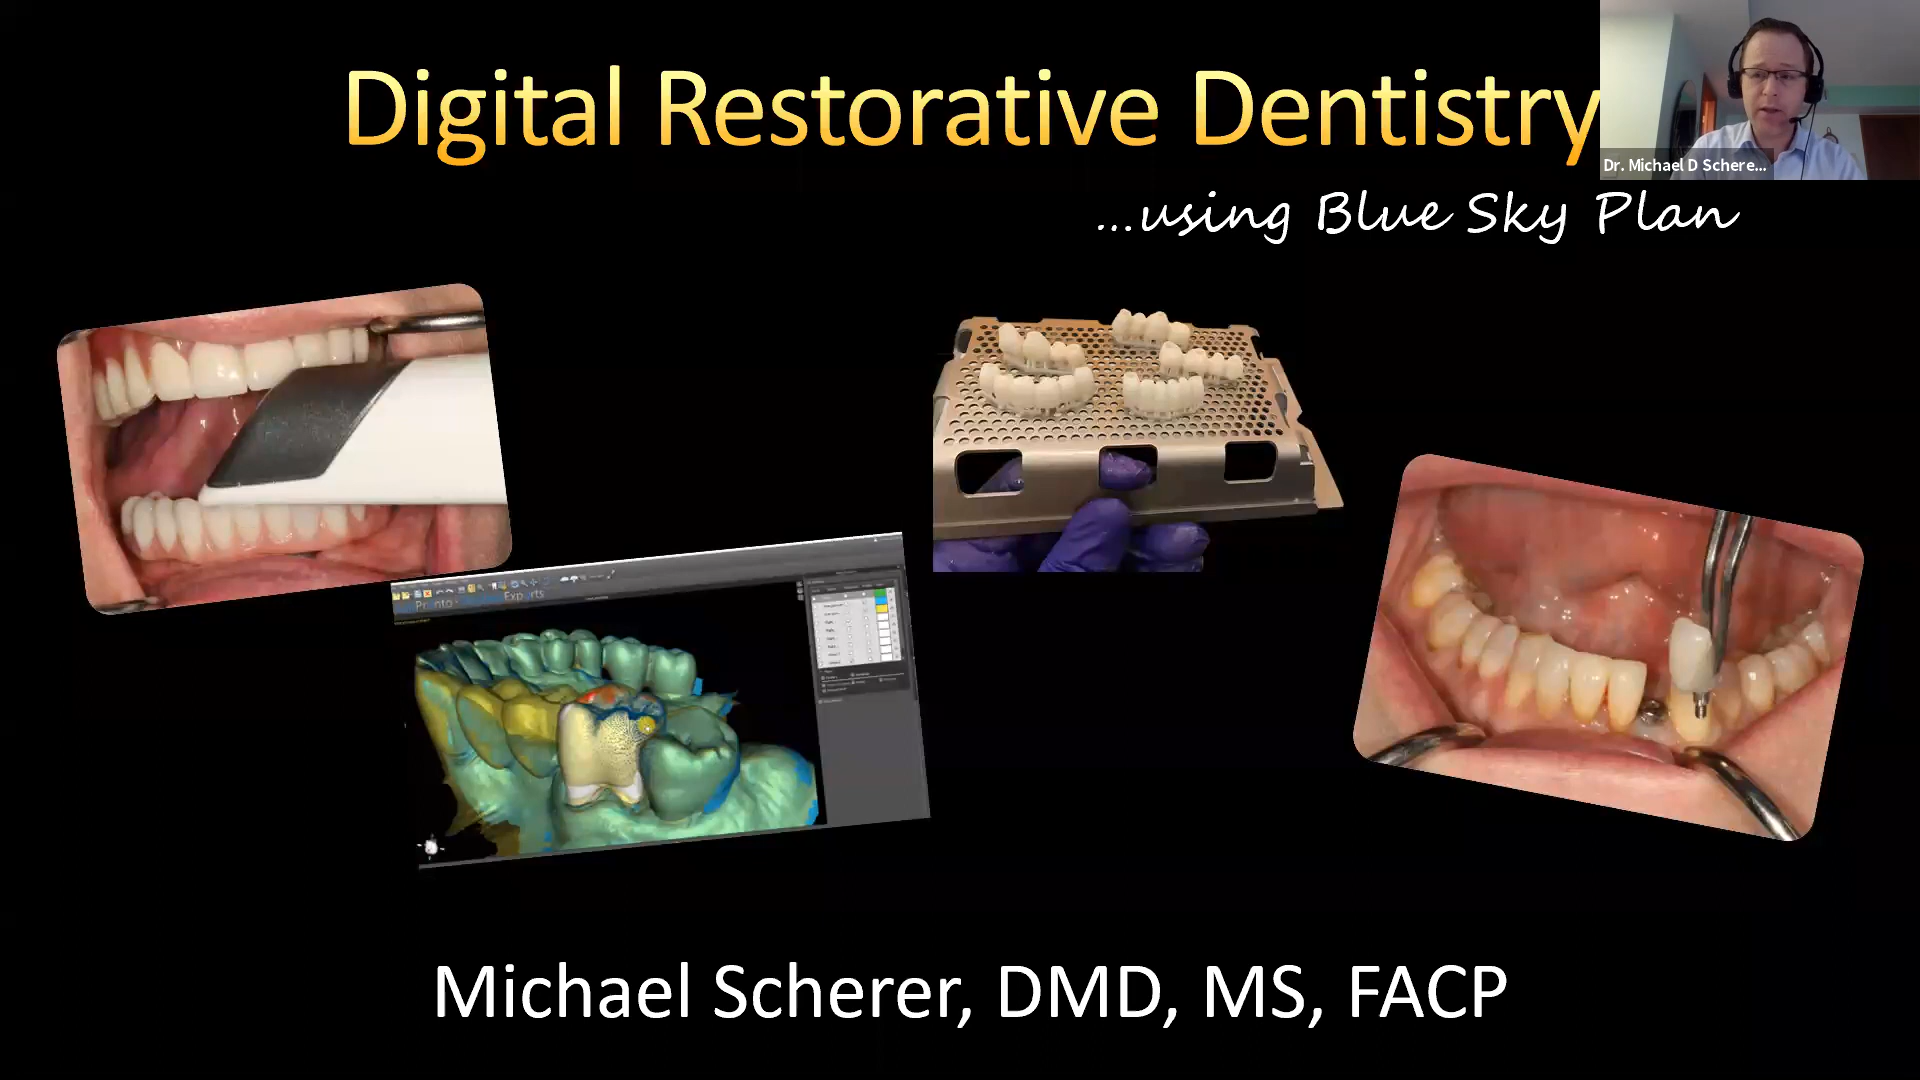 Digital Restorative Dentistry
Dr. Michael D Schere...
...using Blue Sky Plan
Michael Scherer, DMD, MS, FACP